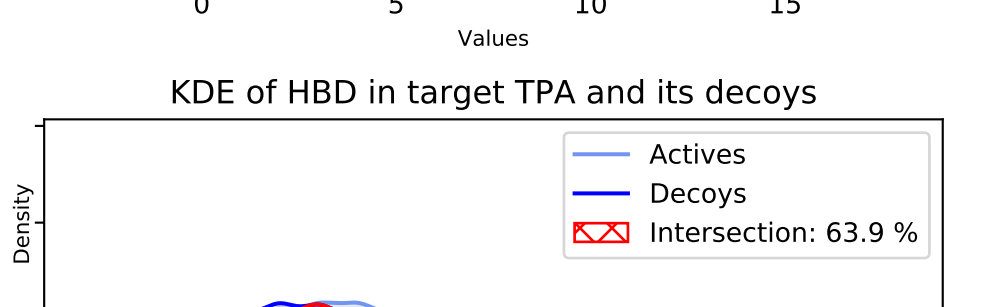 0 5 10 15
Values
KDE of HBD in target TPA and its decoys
Density
Actives
Decoys
Intersection: 63.9 %